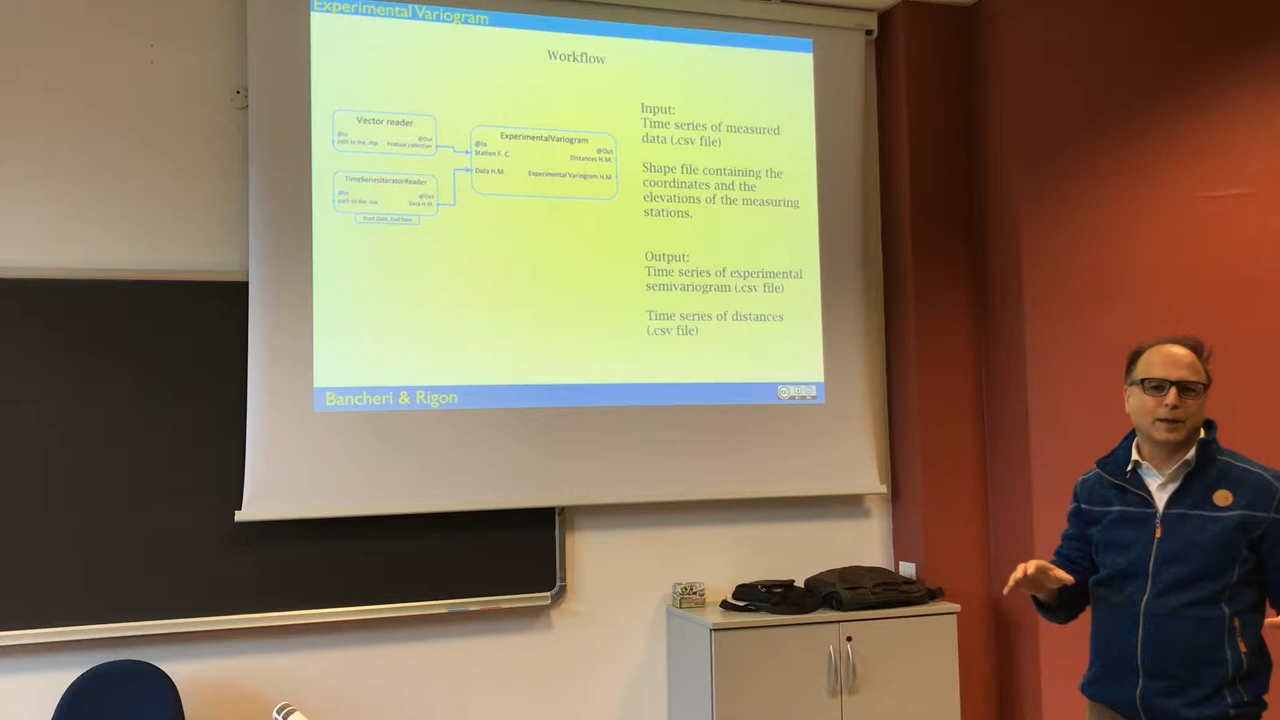 Experimental Variogram
Workflow
Vector reader
@In
@Out
path to the .shp
Feature collection
TimeSeriesIteratorReader
@In
@Out
path to the .csv
Data H.M.
Start Date, End Date
ExperimentalVariogram
@In
@Out
Station F. C.
Distances H.M.
Data H.M.
Experimental Variogram H.M.
Input:
Time series of measured
data (.csv file)
Shape file containing the
coordinates and the
elevations of the measuring
stations.
Output:
Time series of experimental
semivariogram (.csv file)
Time series of distances
(.csv file)
Bancheri & Rigon